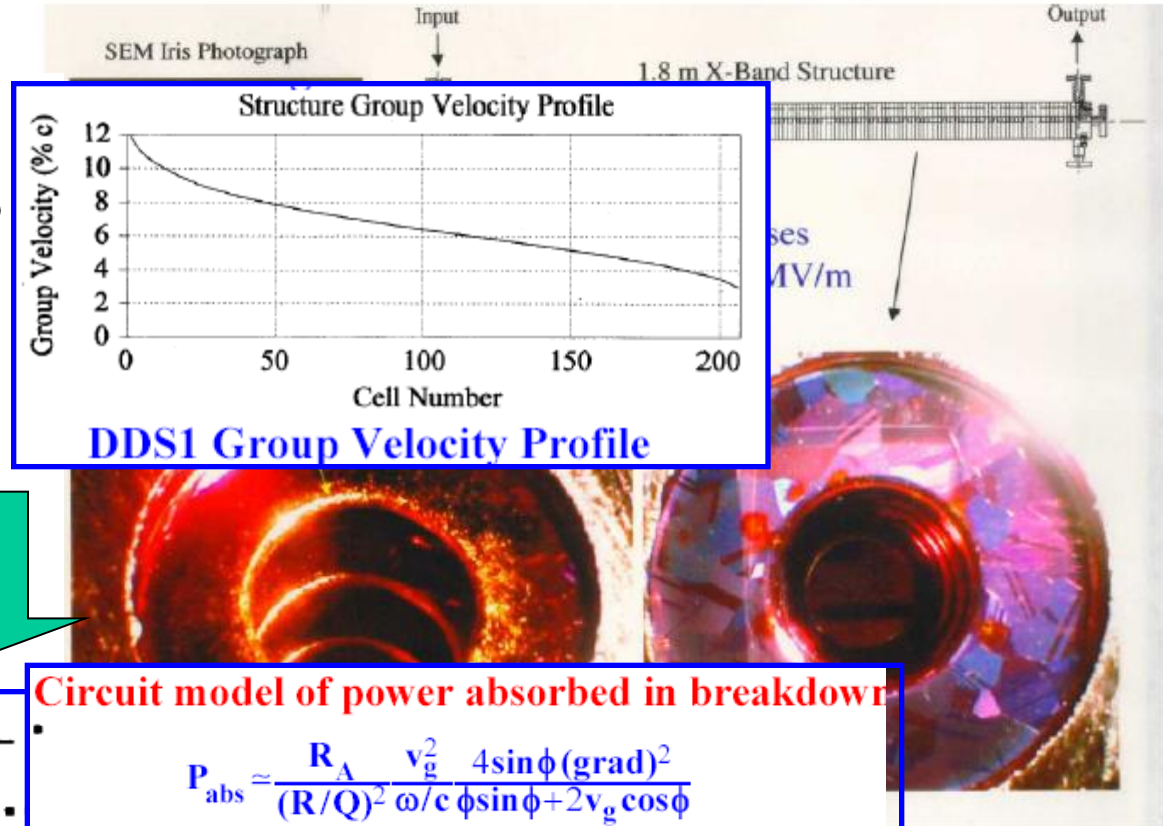 Input
Output
SEM Iris Photograph
1.8 m X-Band Structure
Structure Group Velocity Profile
Group Velocity (% c)
12
10
8
6
4
2
0
0 50 100 150 200
Cell Number
DDS1 Group Velocity Profile
ses
MV/m
Circuit model of power absorbed in breakdown
P_abs ≃ R_A/(R/Q)² v_g²/ω/c 4sinϕ(grad)²/ϕsinϕ+2v_g cosϕ